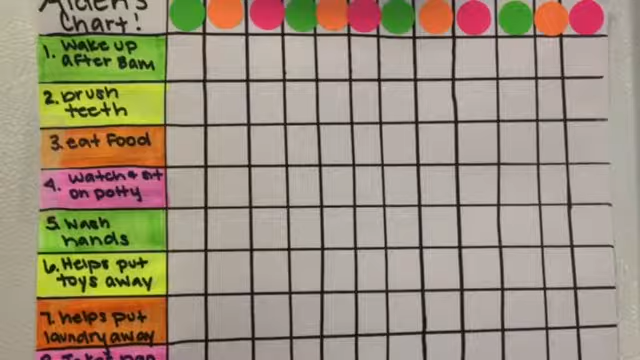 Aiden's
Chart!
1. Wake up
after 8am
2. brush
teeth
3. eat Food
4. Watch & sit
on potty
5. Wash
hands
6. Helps put
toys away
7. helps put
laundry away
8.